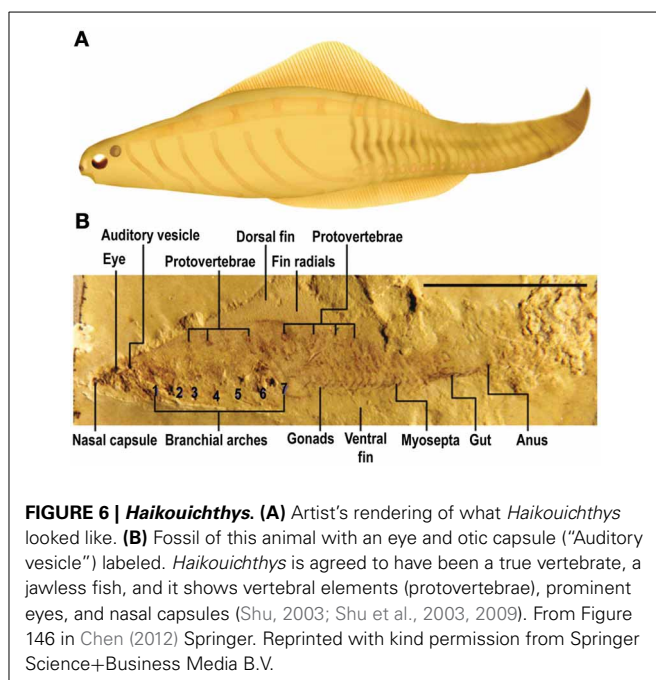 A
B
Auditory vesicle
Dorsal fin
Protovertebrae
Eye
Protovertebrae
Fin radials
1 2 3 4 5 6 7
Nasal capsule Branchial arches Gonads Ventral fin Myosepta Gut Anus
FIGURE 6 | Haikouichthys. (A) Artist's rendering of what Haikouichthys
looked like. (B) Fossil of this animal with an eye and otic capsule (“Auditory
vesicle”) labeled. Haikouichthys is agreed to have been a true vertebrate, a
jawless fish, and it shows vertebral elements (protovertebrae), prominent
eyes, and nasal capsules (Shu, 2003; Shu et al., 2003, 2009). From Figure
146 in Chen (2012) Springer. Reprinted with kind permission from Springer
Science+Business Media B.V.